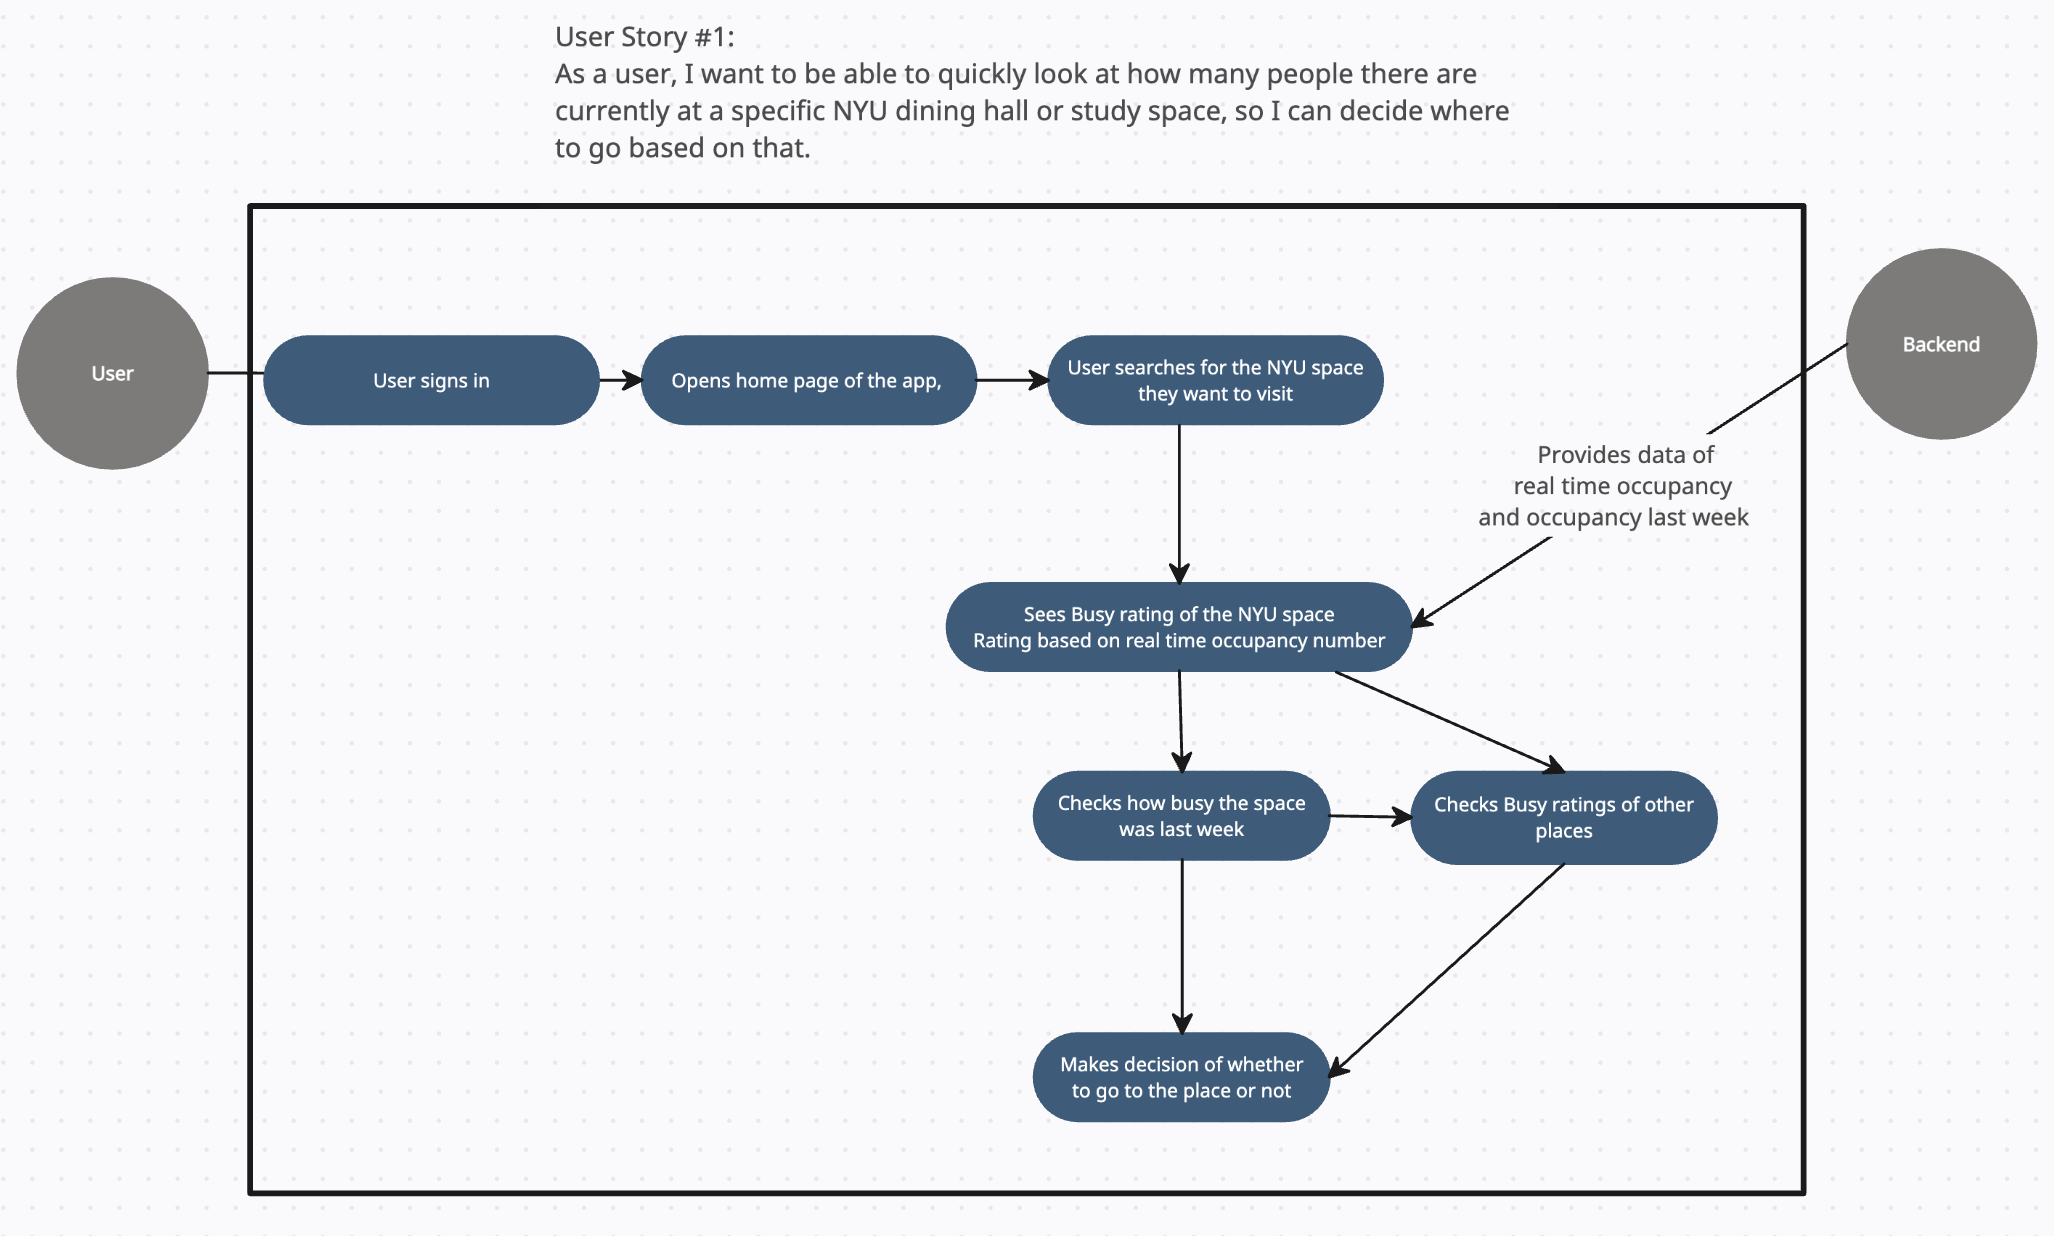 User Story #1:
As a user, I want to be able to quickly look at how many people there are
currently at a specific NYU dining hall or study space, so I can decide where
to go based on that.
User
User signs in
Opens home page of the app,
User searches for the NYU space
they want to visit
Backend
Provides data of
real time occupancy
and occupancy last week
Sees Busy rating of the NYU space
Rating based on real time occupancy number
Checks how busy the space
was last week
Checks Busy ratings of other
places
Makes decision of whether
to go to the place or not